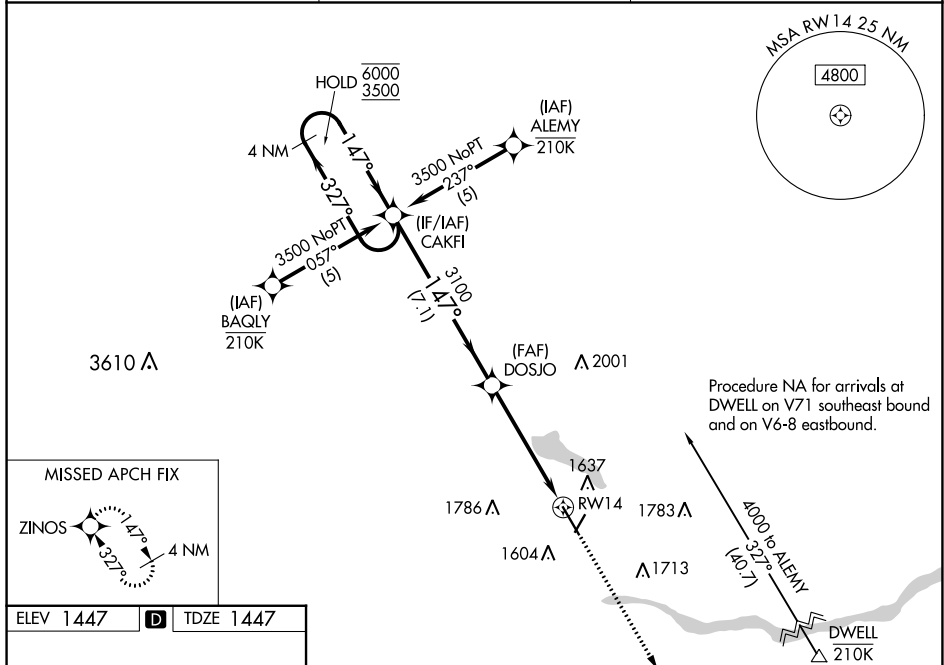 MSA RW14 25 NM
4800
HOLD 6000
3500
(IAF)
ALEMY
210K
4 NM
147°
327°
3500 NoPT
237°
(5)
(IF/IAF)
CAKFI
3500 NoPT
057°
(5)
(IAF)
BAQLY
210K
3100
147°
(7.1)
(FAF)
DOSJO
3610
2001
Procedure NA for arrivals at
DWELL on V71 southeast bound
and on V6-8 eastbound.
1637
RW14
1786
1783
1604
1713
4000 to ALEMY
327°
(40.7)
DWELL
210K
MISSED APCH FIX
ZINOS
147°
327°
4 NM
ELEV 1447 D TDZE 1447